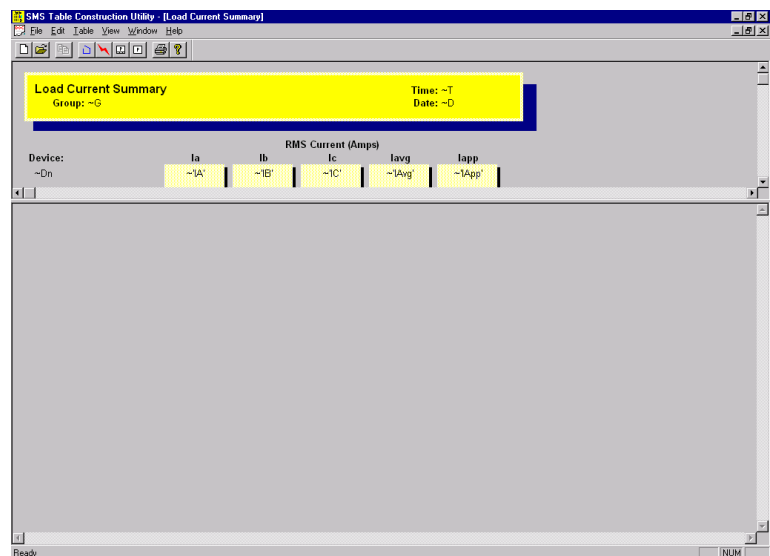 SMS Table Construction Utility - [Load Current Summary]
File Edit Table View Window Help
Load Current Summary
Time: ~T
Group: ~G
Date: ~D
RMS Current (Amps)
Device: Ia Ib Ic Iavg Iapp
~Dn ~'IA' ~'IB' ~'IC' ~'IAvg' ~'IApp'
Ready NUM